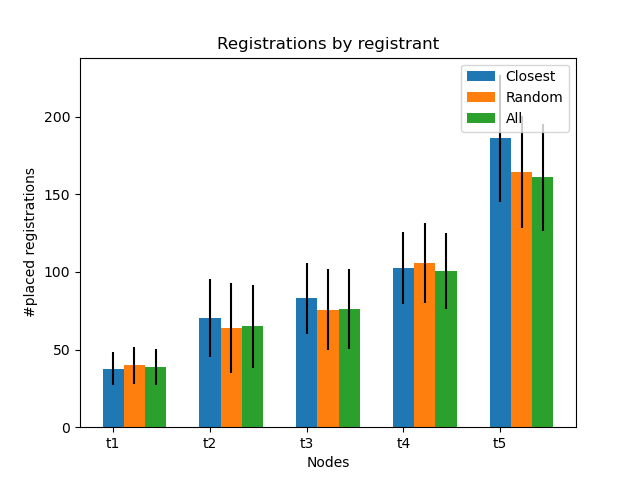 Registrations by registrant
Closest
Random
All
#placed registrations
200
150
100
50
0
t1 t2 t3 t4 t5
Nodes